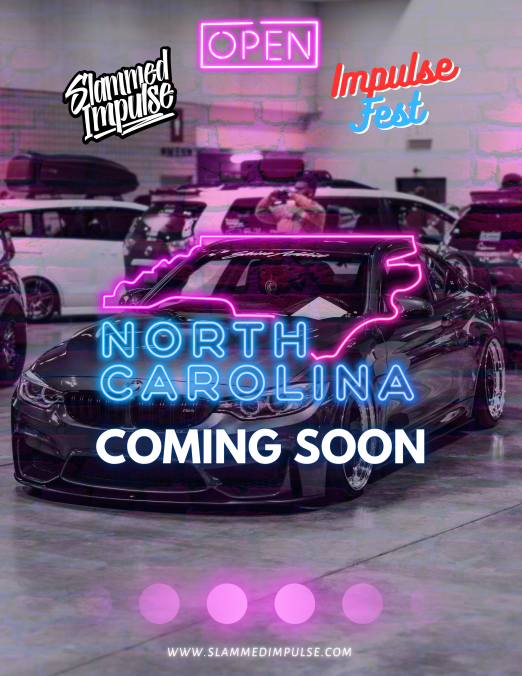 OPEN
Slammed
Impulse
Impulse
Fest
NORTH
CAROLINA
COMING SOON
WWW.SLAMMEDIMPULSE.COM